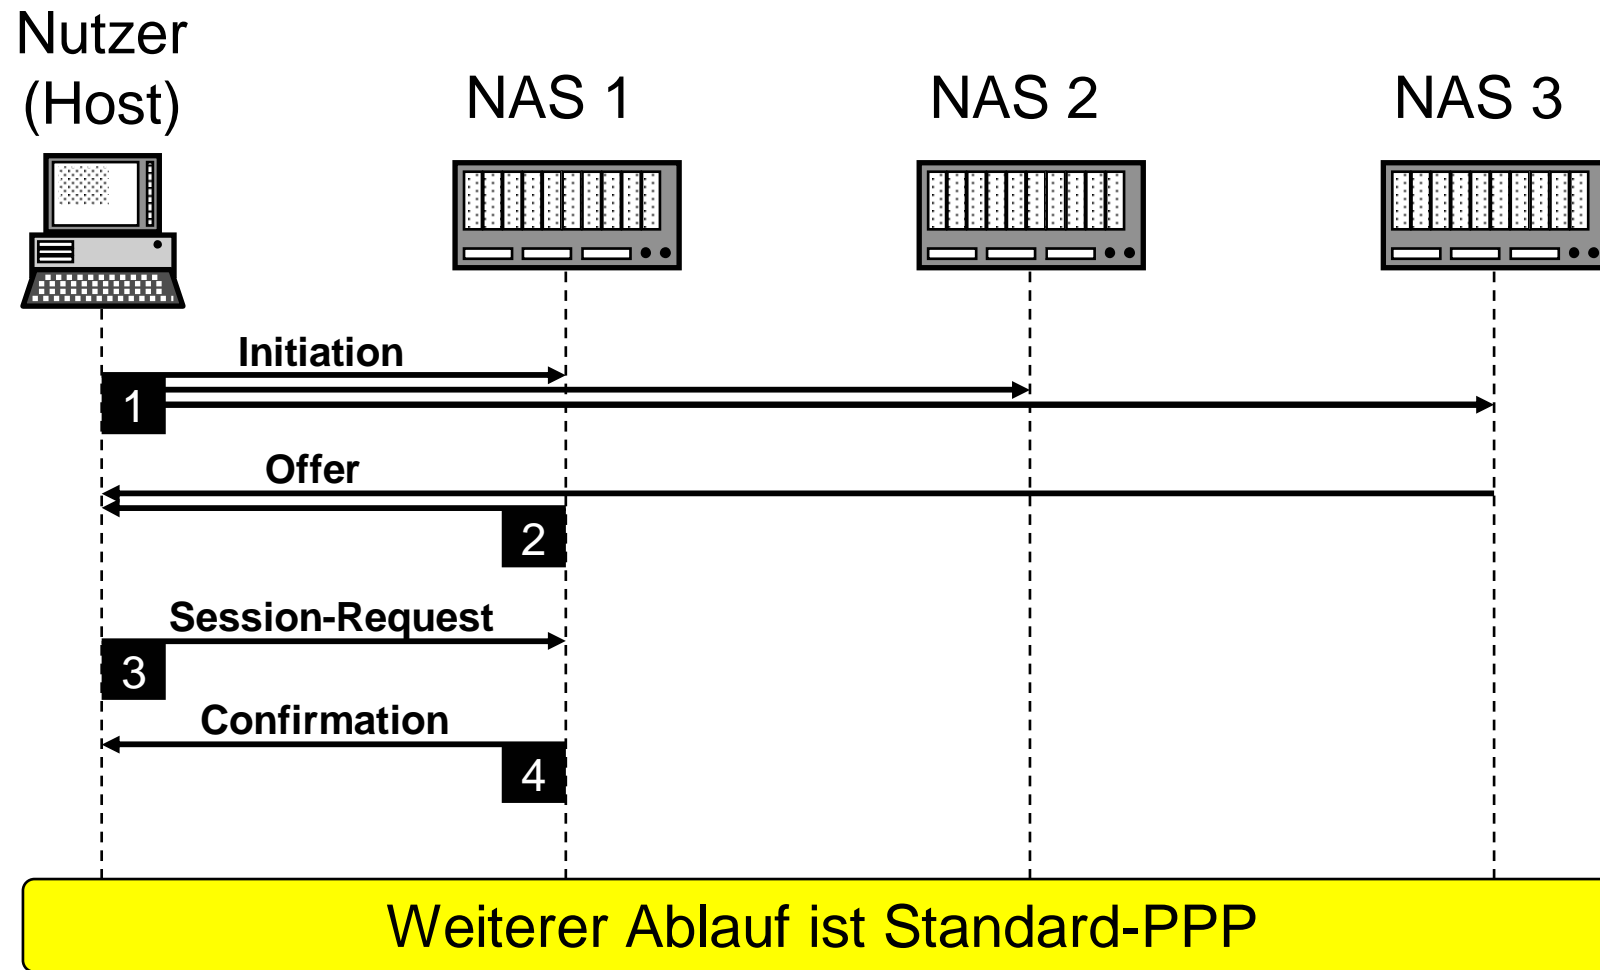 Nutzer
(Host)
NAS 1
NAS 2
NAS 3
Initiation
1
Offer
2
Session-Request
3
Confirmation
4
Weiterer Ablauf ist Standard-PPP